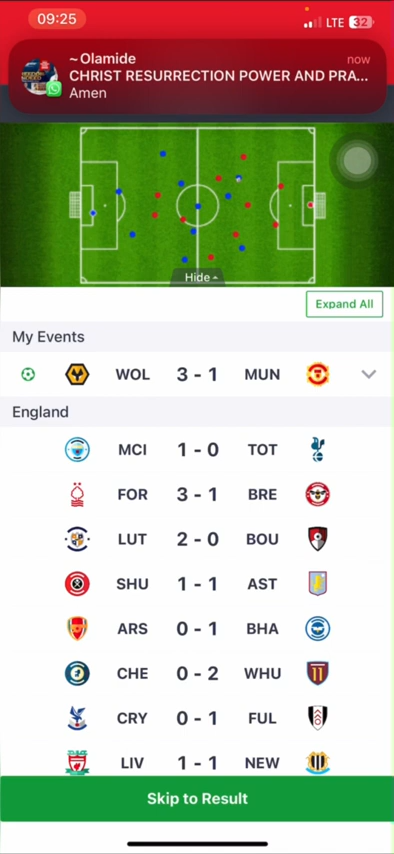 09:25
LTE 32
~Olamide now
CHRIST RESURRECTION POWER AND PRA...
Amen
Hide
Expand All
My Events
WOL 3 - 1 MUN
England
MCI 1 - 0 TOT
FOR 3 - 1 BRE
LUT 2 - 0 BOU
SHU 1 - 1 AST
ARS 0 - 1 BHA
CHE 0 - 2 WHU
CRY 0 - 1 FUL
LIV 1 - 1 NEW
Skip to Result